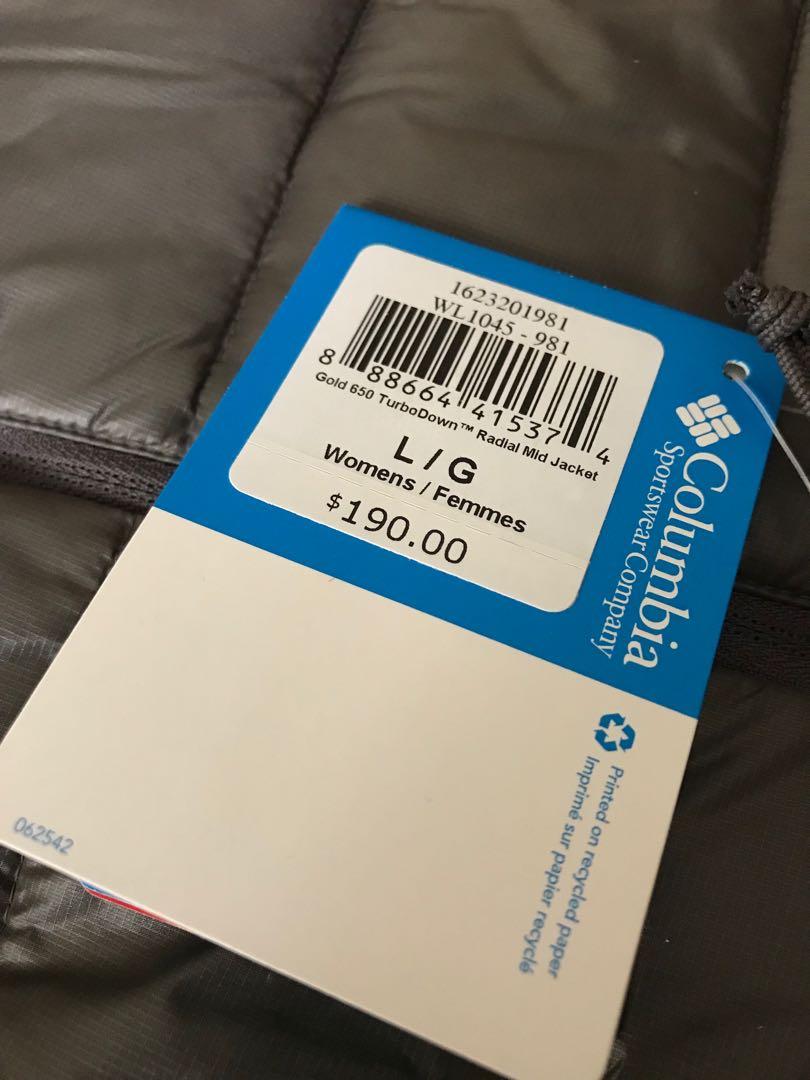 1623201981
WL1045 - 981
8 88664 41537 4
Gold 650 TurboDown™ Radial Mid Jacket
L / G
Womens / Femmes
$190.00
Columbia
Sportswear Company
Printed on recycled paper
Imprimé sur papier recyclé
062542